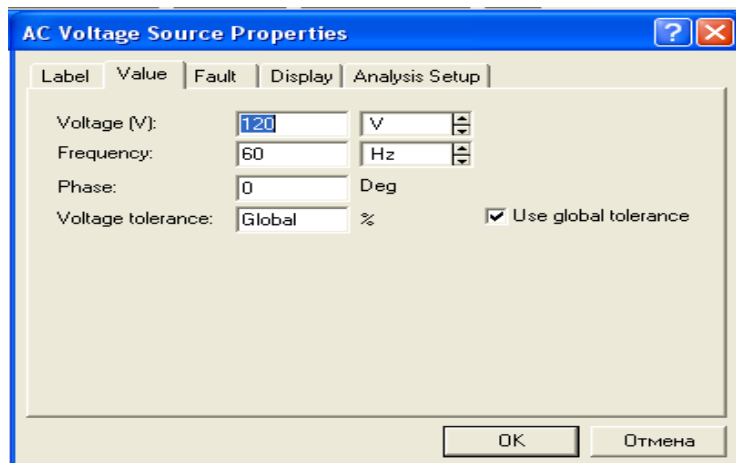 AC Voltage Source Properties
Label Value Fault Display Analysis Setup
Voltage (V): 120 V
Frequency: 60 Hz
Phase: 0 Deg
Voltage tolerance: Global % Use global tolerance
OK Отмена